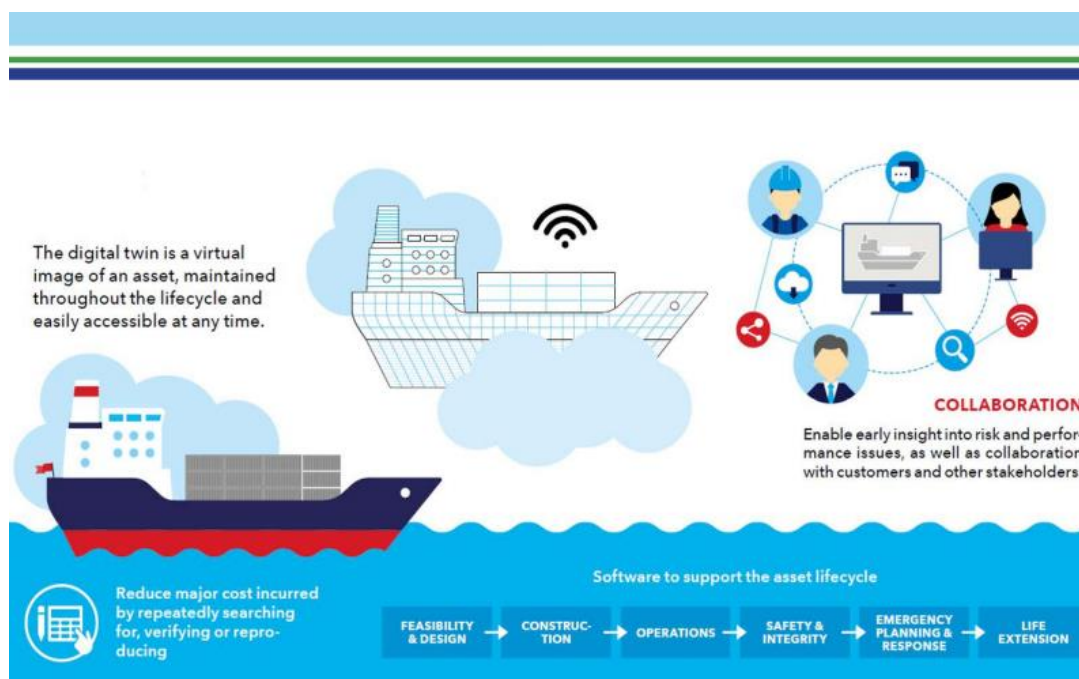 The digital twin is a virtual
image of an asset, maintained
throughout the lifecycle and
easily accessible at any time.
COLLABORATION
Enable early insight into risk and perfor-
mance issues, as well as collaboration
with customers and other stakeholders
Reduce major cost incurred
by repeatedly searching
for, verifying or repro-
ducing
Software to support the asset lifecycle
FEASIBILITY
& DESIGN
CONSTRUC-
TION
OPERATIONS
SAFETY &
INTEGRITY
EMERGENCY
PLANNING &
RESPONSE
LIFE
EXTENSION